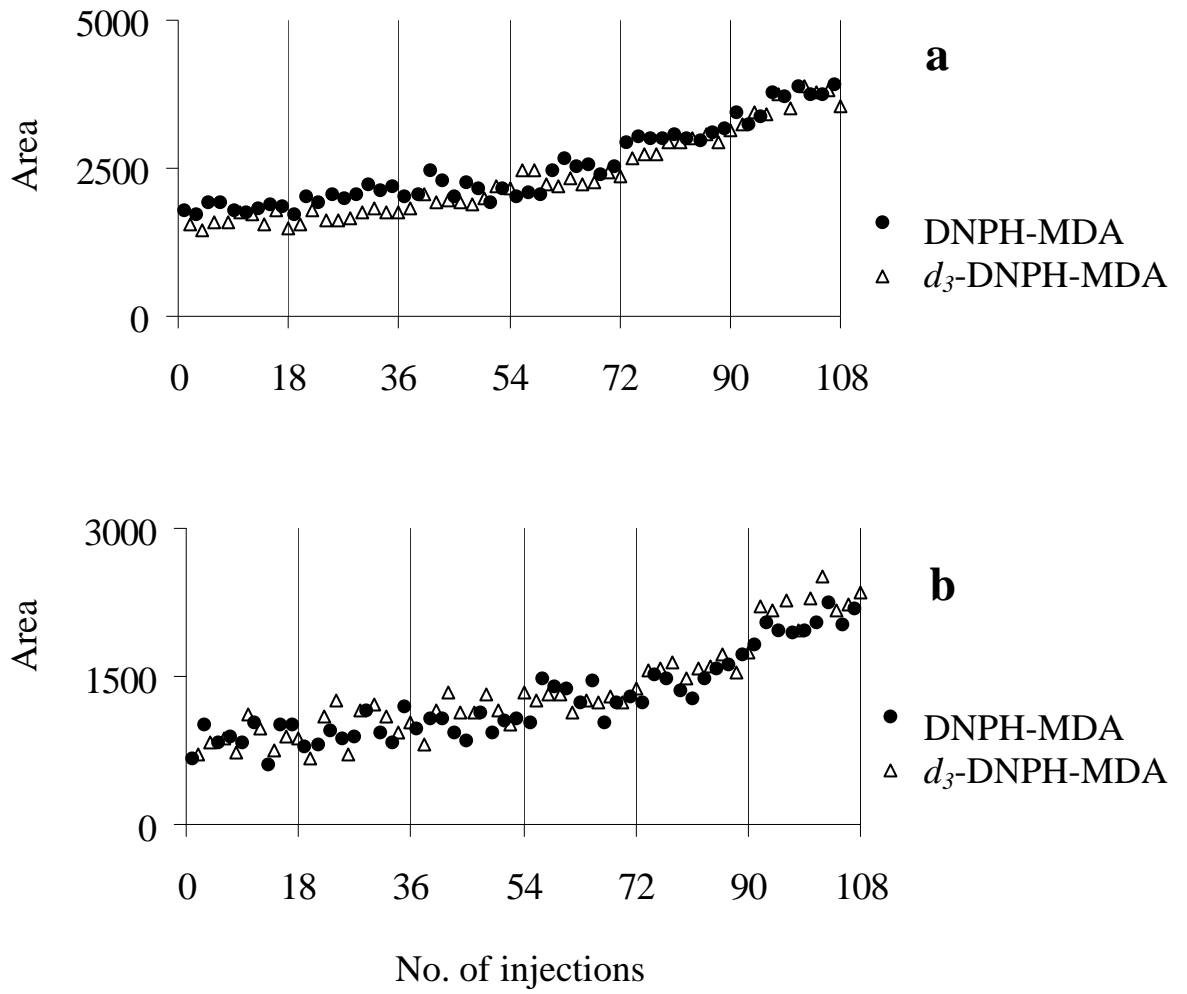 5000
a
Area
2500
DNPH-MDA
d3-DNPH-MDA
0
0 18 36 54 72 90 108
3000
b
Area
1500
DNPH-MDA
d3-DNPH-MDA
0
0 18 36 54 72 90 108
No. of injections